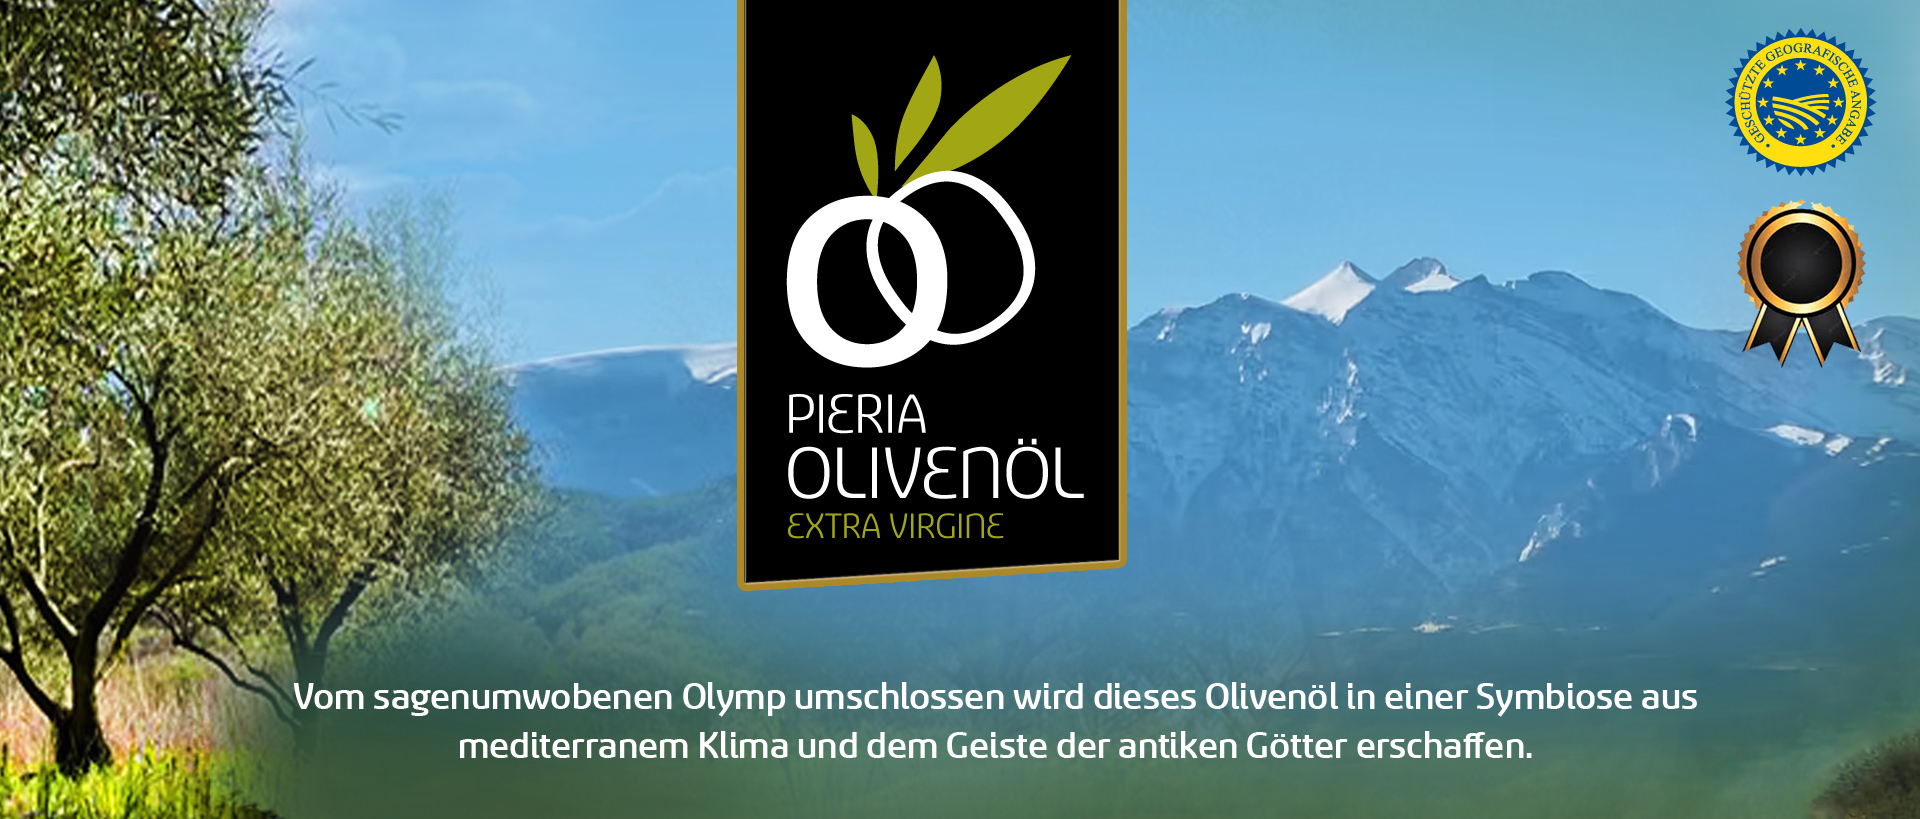 GESCHÜTZTE GEOGRAFISCHE ANGABE
PIERIA
OLIVENÖL
EXTRA VIRGINE
Vom sagenumwobenen Olymp umschlossen wird dieses Olivenöl in einer Symbiose aus
mediterranem Klima und dem Geiste der antiken Götter erschaffen.